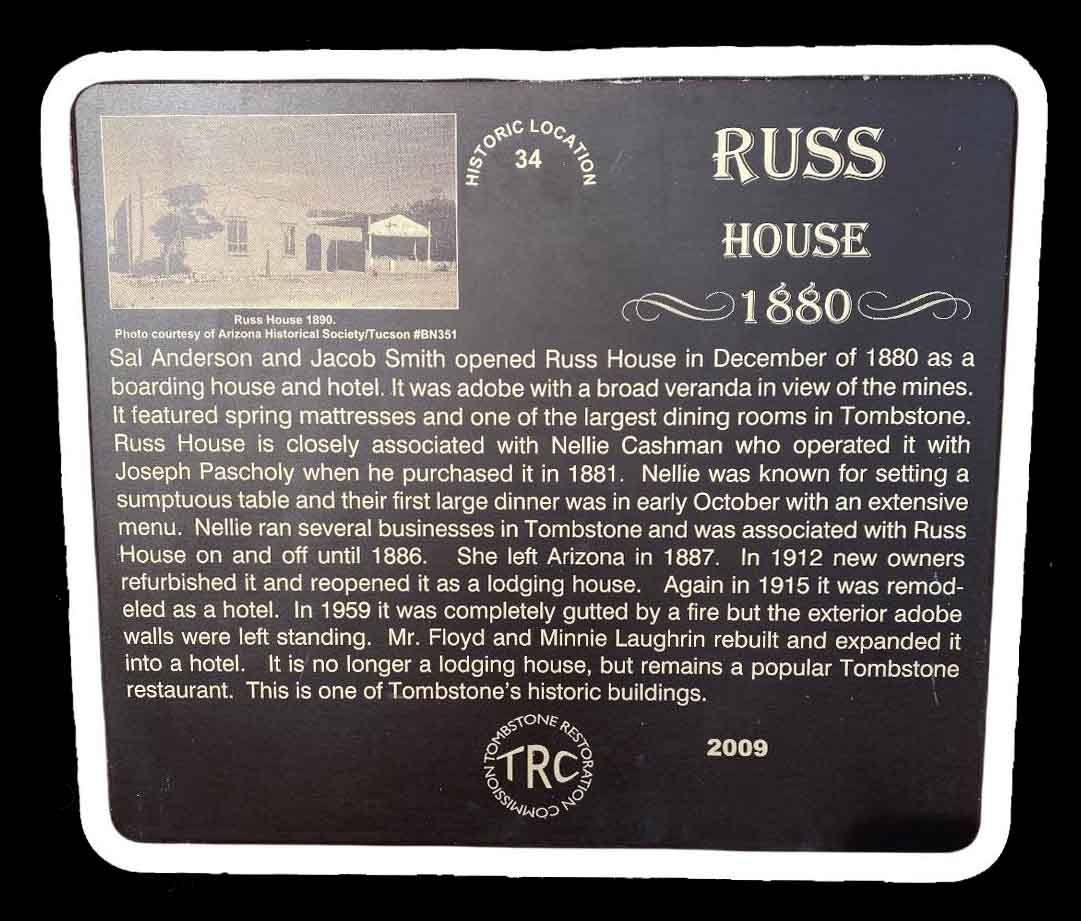 HISTORIC LOCATION
34
RUSS
HOUSE
1880
Russ House 1890.
Photo courtesy of Arizona Historical Society/Tucson #BN351
Sal Anderson and Jacob Smith opened Russ House in December of 1880 as a
boarding house and hotel. It was adobe with a broad veranda in view of the mines.
It featured spring mattresses and one of the largest dining rooms in Tombstone.
Russ House is closely associated with Nellie Cashman who operated it with
Joseph Pascholy when he purchased it in 1881. Nellie was known for setting a
sumptuous table and their first large dinner was in early October with an extensive
menu. Nellie ran several businesses in Tombstone and was associated with Russ
House on and off until 1886. She left Arizona in 1887. In 1912 new owners
refurbished it and reopened it as a lodging house. Again in 1915 it was remod-
eled as a hotel. In 1959 it was completely gutted by a fire but the exterior adobe
walls were left standing. Mr. Floyd and Minnie Laughrin rebuilt and expanded it
into a hotel. It is no longer a lodging house, but remains a popular Tombstone
restaurant. This is one of Tombstone's historic buildings.
TOMBSTONE RESTORATION COMMISSION
TRC
2009